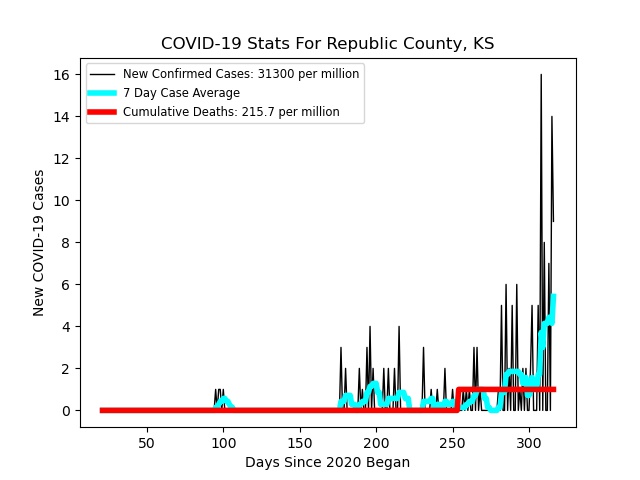 COVID-19 Stats For Republic County, KS
New Confirmed Cases: 31300 per million
7 Day Case Average
Cumulative Deaths: 215.7 per million
16
14
12
10
8
6
4
2
0
New COVID-19 Cases
50 100 150 200 250 300
Days Since 2020 Began